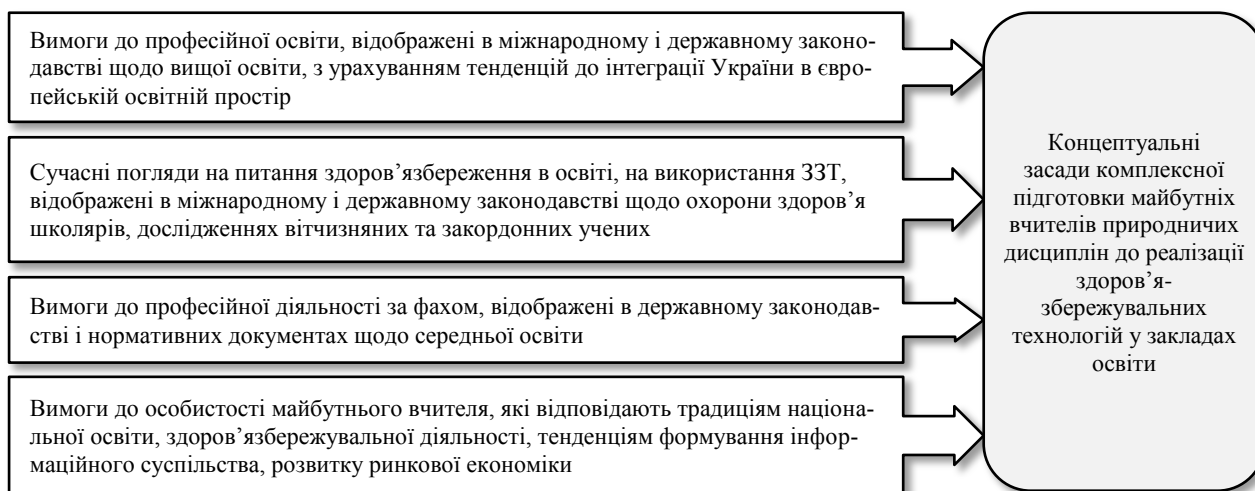 Вимоги до професійної освіти, відображені в міжнародному і державному законо-
давстві щодо вищої освіти, з урахуванням тенденцій до інтеграції України в євро-
пейській освітній простір
Сучасні погляди на питання здоров’язбереження в освіті, на використання ЗЗТ,
відображені в міжнародному і державному законодавстві щодо охорони здоров’я
школярів, дослідженнях вітчизняних та закордонних учених
Вимоги до професійної діяльності за фахом, відображені в державному законодав-
стві і нормативних документах щодо середньої освіти
Вимоги до особистості майбутнього вчителя, які відповідають традиціям націона-
льної освіти, здоров’язбережувальної діяльності, тенденціям формування інфор-
маційного суспільства, розвитку ринкової економіки
Концептуальні
засади комплексної
підготовки майбутніх
вчителів природничих
дисциплін до реалізації
здоров’я-
збережувальних
технологій у закладах
освіти